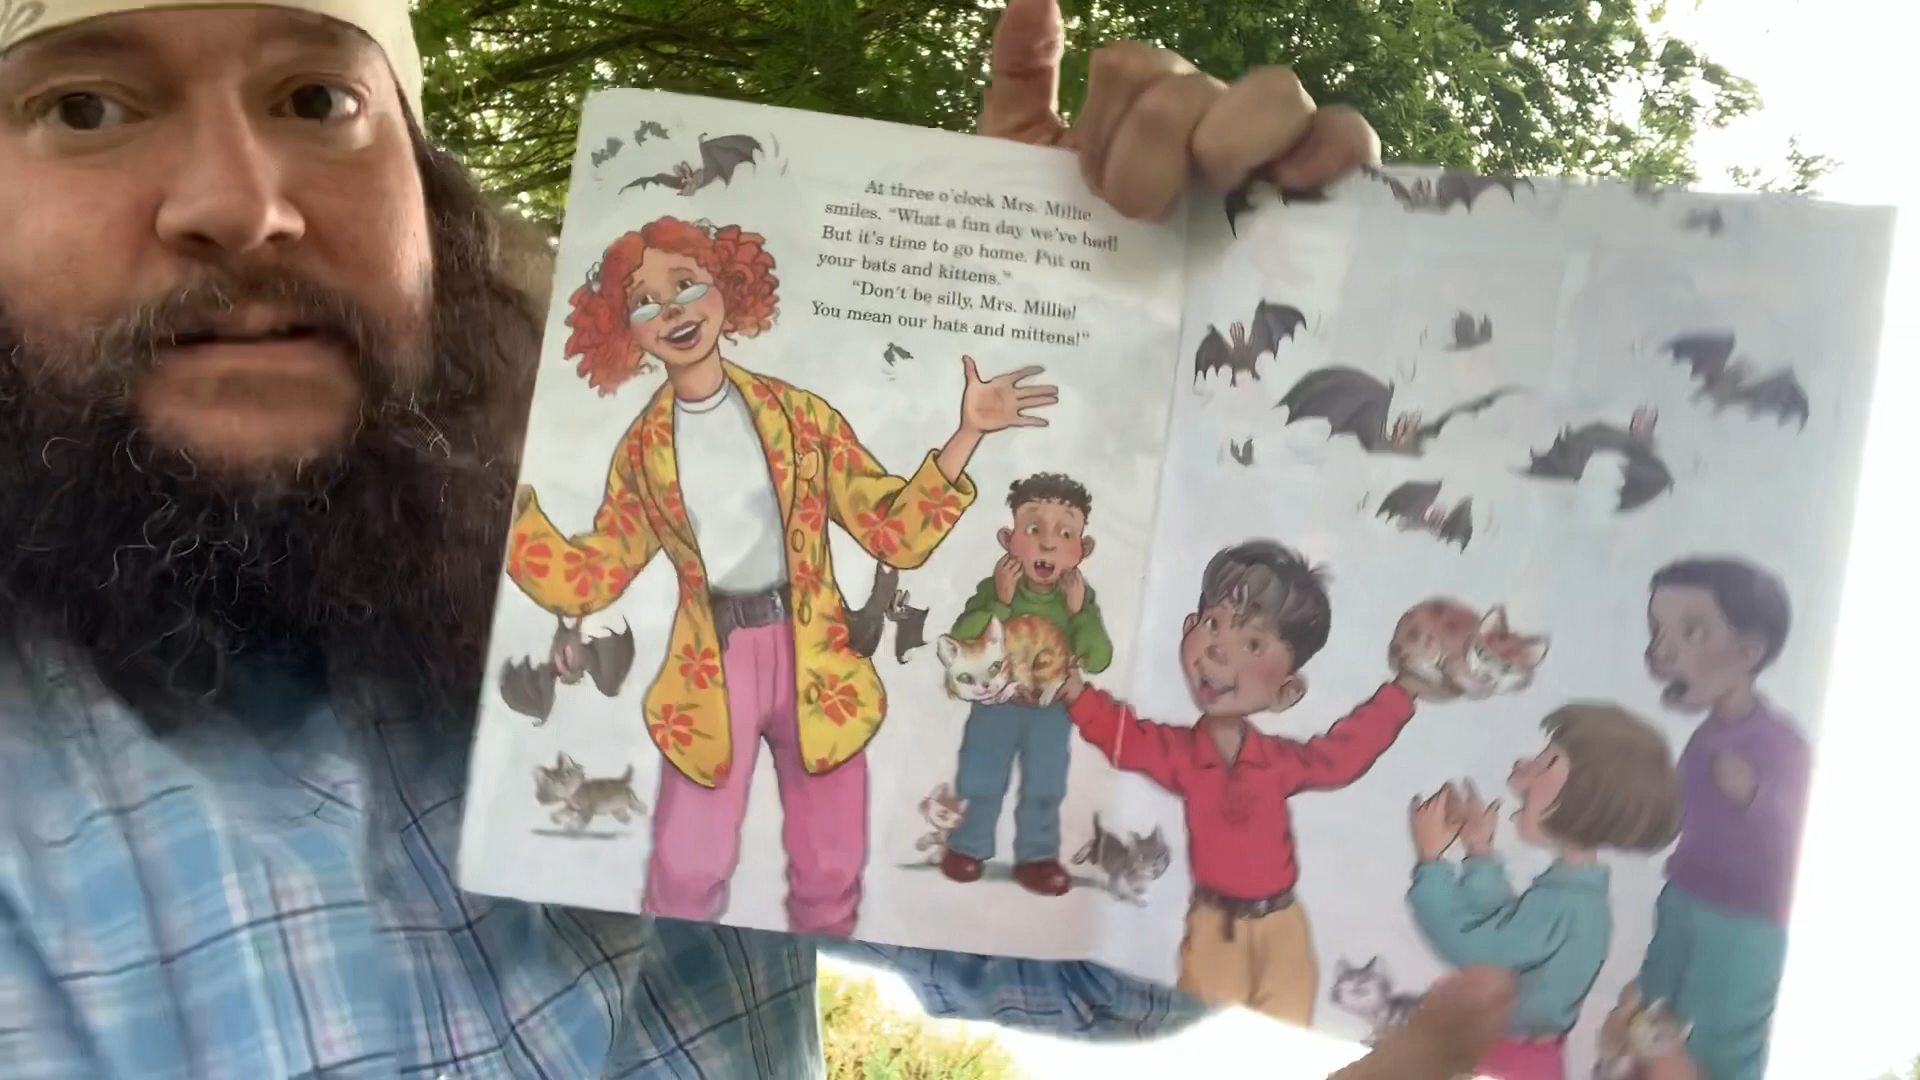 At three o'clock Mrs. Millie
smiles. "What a fun day we've had!
But it's time to go home. Put on
your bats and kittens."
"Don't be silly, Mrs. Millie!
You mean our hats and mittens!"